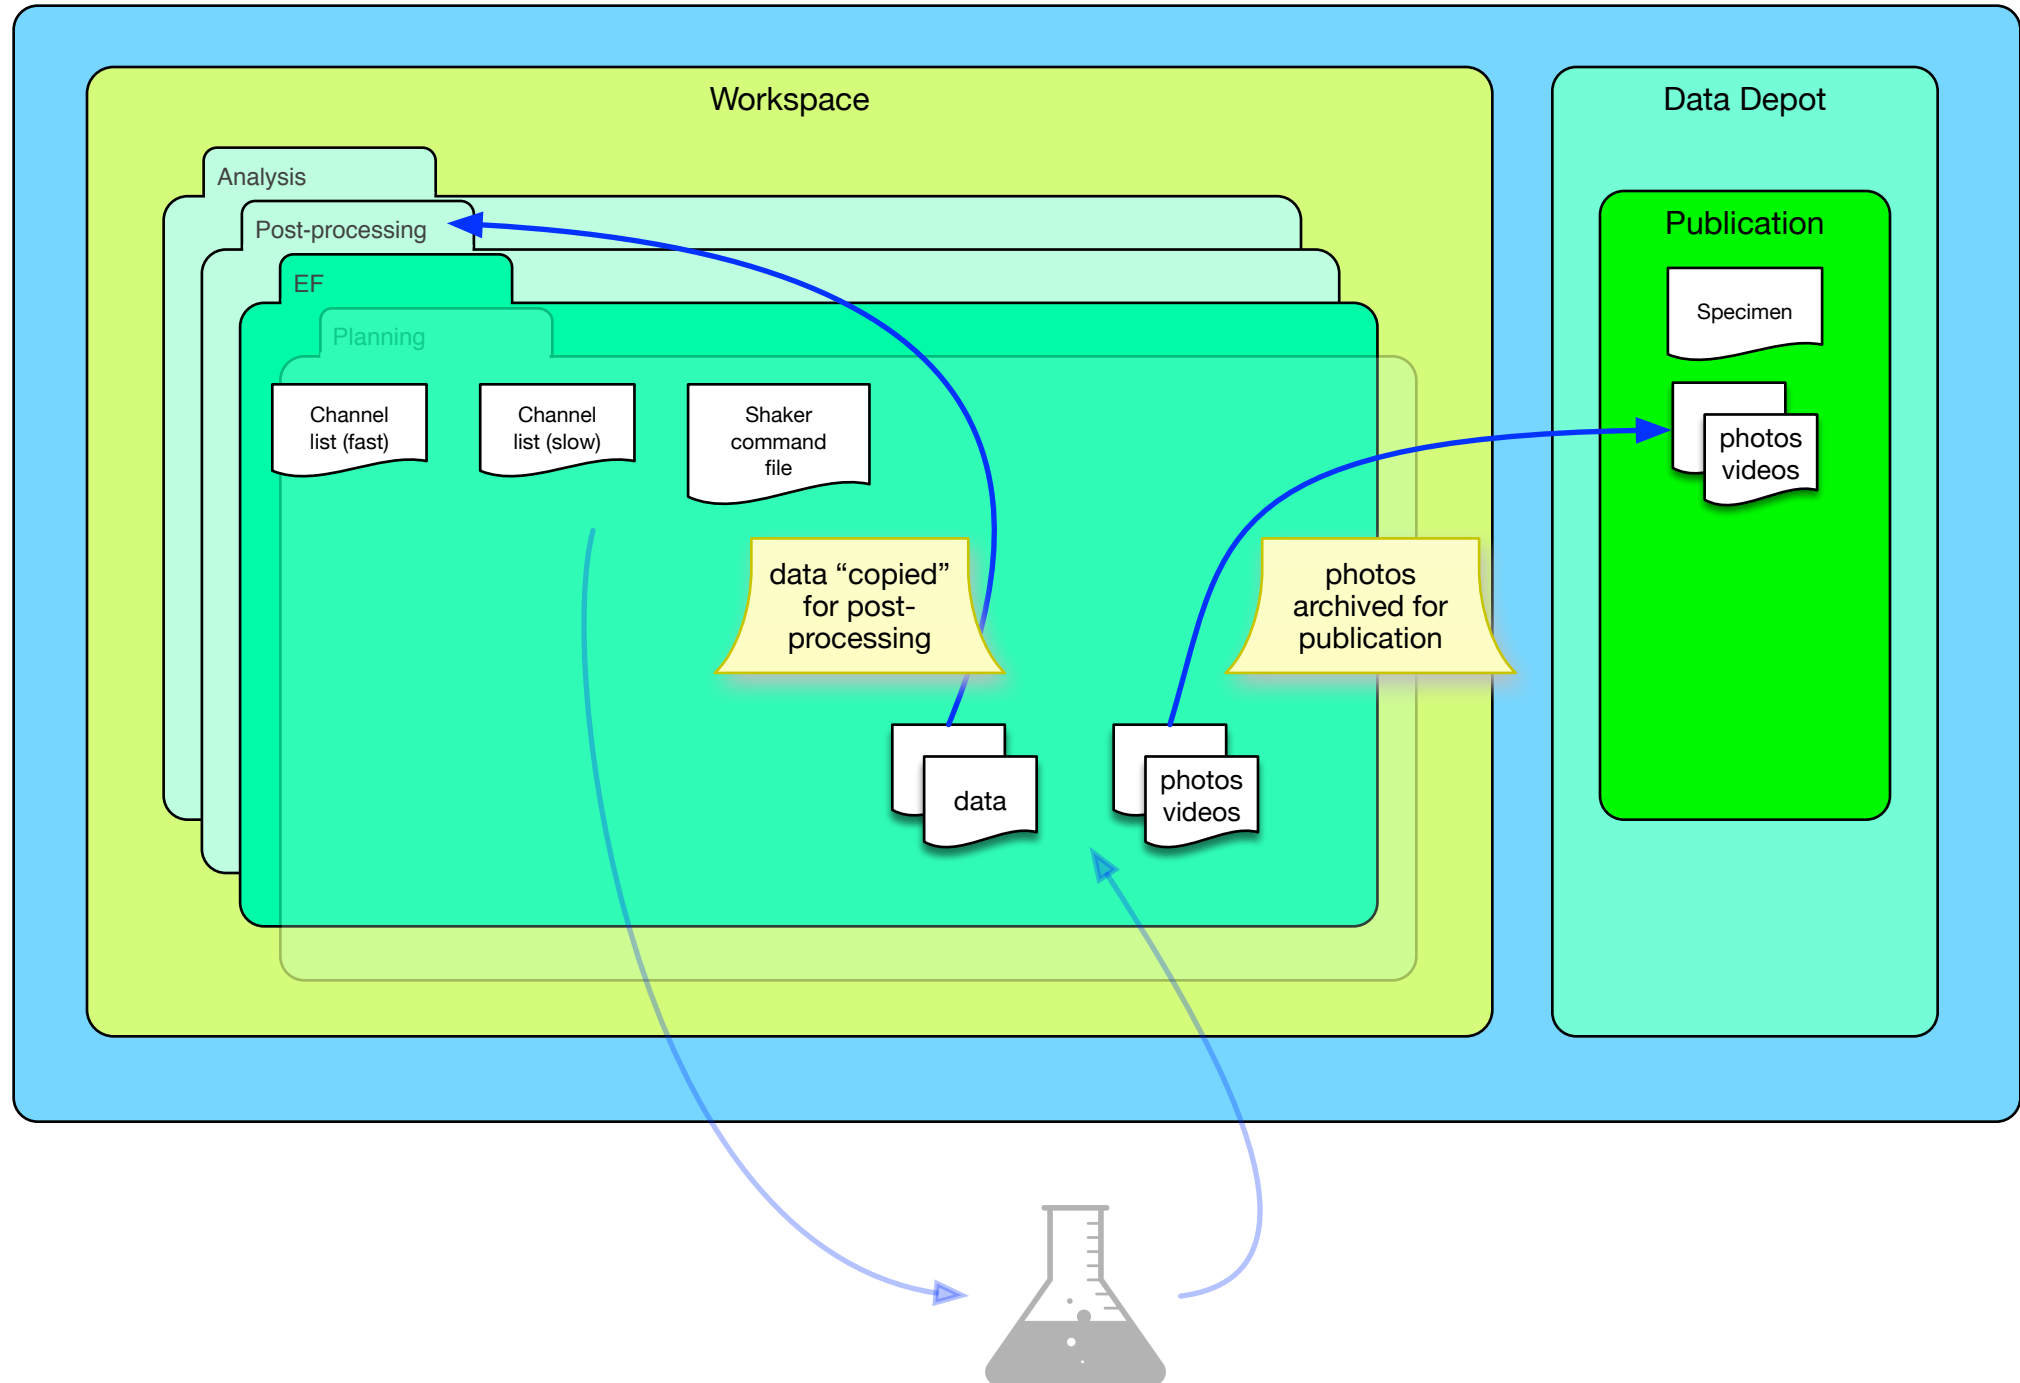 Workspace
Data Depot
Analysis
Post-processing
EF
Planning
Publication
Specimen
Channel
list (fast)
Channel
list (slow)
Shaker
command
file
photos
videos
data “copied”
for post-
processing
photos
archived for
publication
data
photos
videos